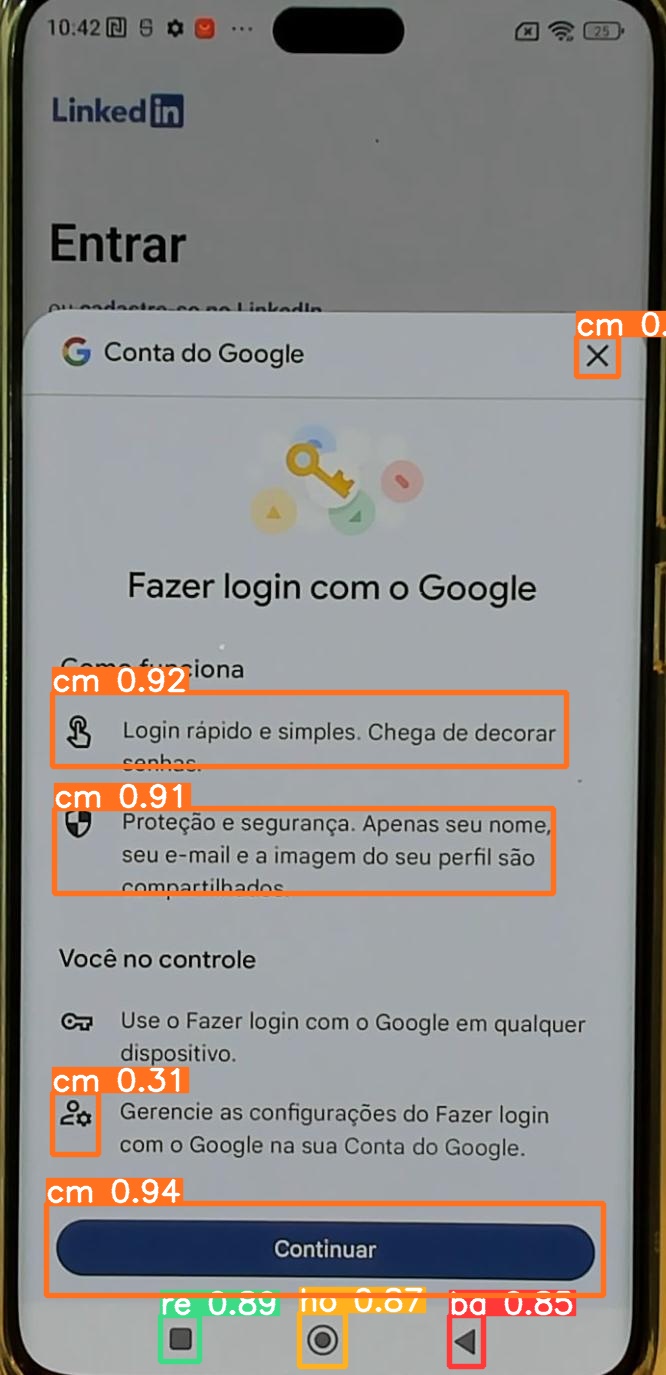 10:42
25
Linked in
Entrar
ou cadastre-se no LinkedIn
cm 0.
Conta do Google
Fazer login com o Google
Como funciona
cm 0.92
Login rápido e simples. Chega de decorar
senhas.
cm 0.91
Proteção e segurança. Apenas seu nome,
seu e-mail e a imagem do seu perfil são
compartilhados.
Você no controle
Use o Fazer login com o Google em qualquer
dispositivo.
cm 0.31
Gerencie as configurações do Fazer login
com o Google na sua Conta do Google.
cm 0.94
Continuar
re 0.89 ho 0.87 ba 0.85